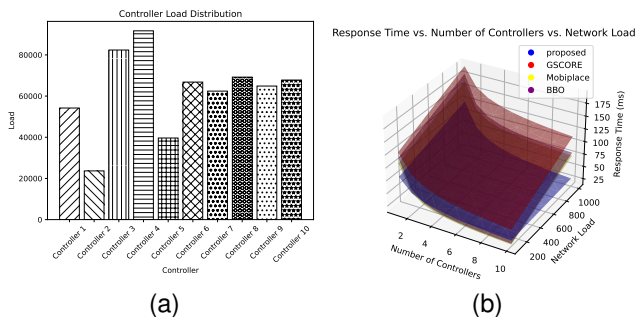 Controller Load Distribution
Load
80000
60000
40000
20000
0
Controller 1
Controller 2
Controller 3
Controller 4
Controller 5
Controller 6
Controller 7
Controller 8
Controller 9
Controller 10
Controller
(a)
Response Time vs. Number of Controllers vs. Network Load
proposed
GSCORE
Mobiplace
BBO
175
150
125
100
75
50
25
Response Time (ms)
1000
800
600
400
200
Network Load
2
4
6
8
10
Number of Controllers
(b)